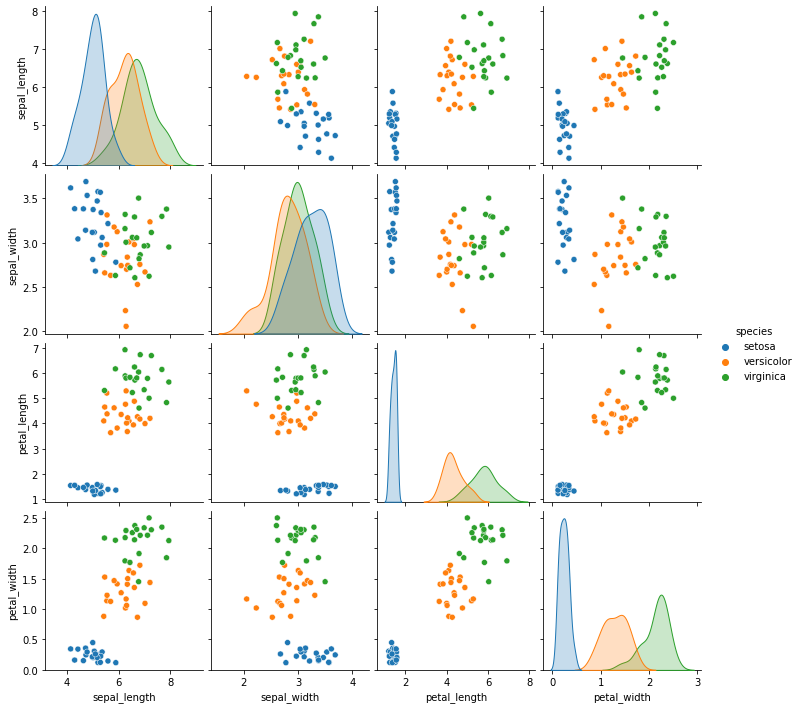 8
7
6
5
4
sepal_length
3.5
3.0
2.5
2.0
sepal_width
species
setosa
versicolor
virginica
7
6
5
4
3
2
1
petal_length
2.5
2.0
1.5
1.0
0.5
0.0
petal_width
4 6 8
sepal_length
2 3 4
sepal_width
2 4 6 8
petal_length
0 1 2 3
petal_width